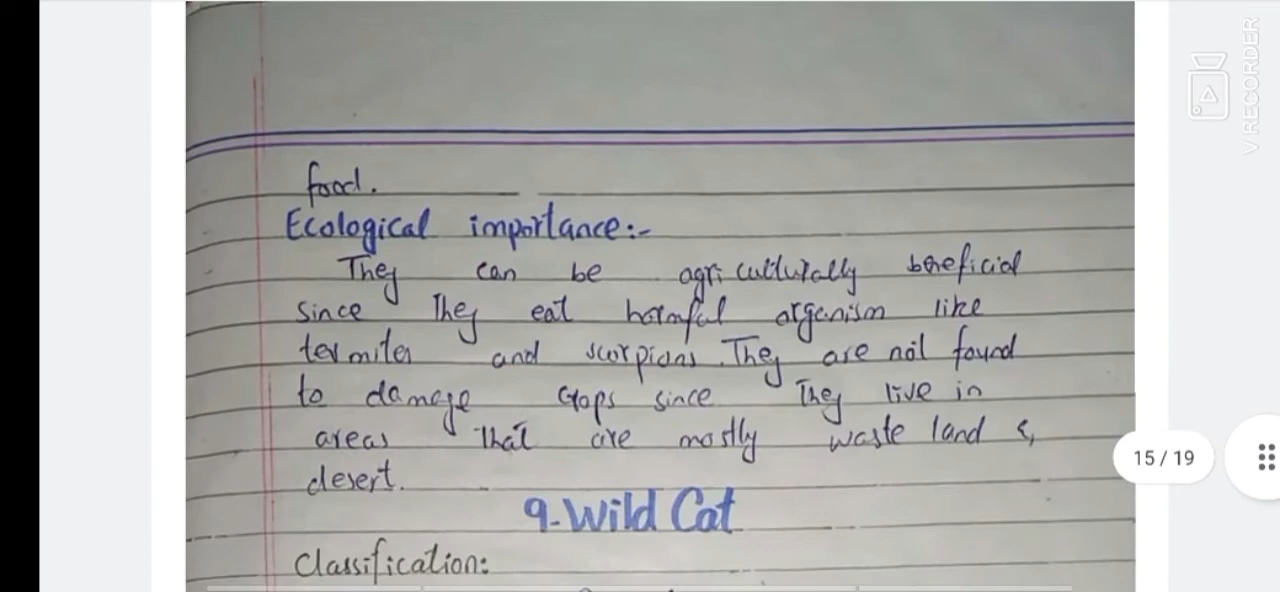 food.
Ecological importance:-
They can be agriculturally beneficial
since They eat harmful organism like
termites and scorpions. They are not found
to damage crops since They live in
areas That are mostly waste land &
desert.
9-Wild Cat
Classification:
15 / 19
V RECORDER